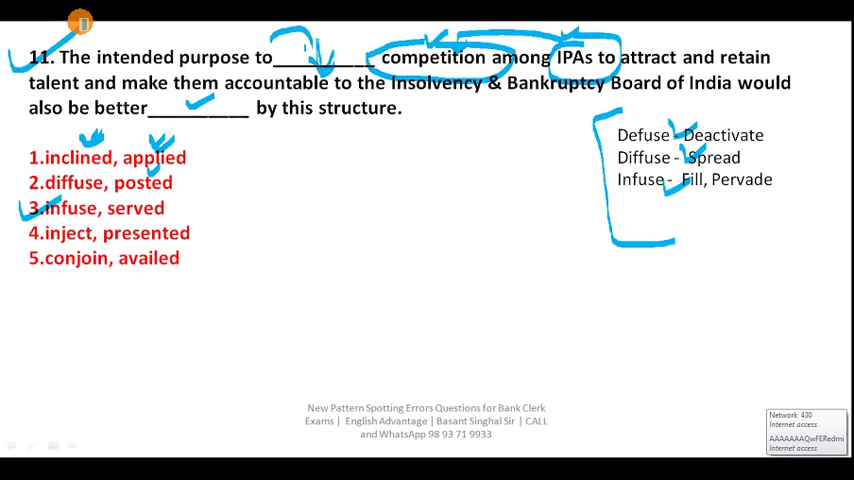 11. The intended purpose to__________ competition among IPAs to attract and retain
talent and make them accountable to the Insolvency & Bankruptcy Board of India would
also be better__________ by this structure.
Defuse - Deactivate
Diffuse - Spread
Infuse - Fill, Pervade
1.inclined, applied
2.diffuse, posted
3.infuse, served
4.inject, presented
5.conjoin, availed
New Pattern Spotting Errors Questions for Bank Clerk
Exams | English Advantage | Basant Singhal Sir | CALL
and WhatsApp 98 93 71 9933
Network 430
Internet access
AAAAAAAQwFERedmi
Internet access